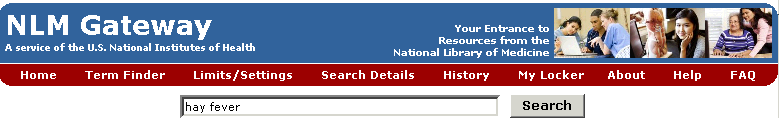 NLM Gateway
A service of the U.S. National Institutes of Health
Your Entrance to
Resources from the
National Library of Medicine
Home Term Finder Limits/Settings Search Details History My Locker About Help FAQ
hay fever Search